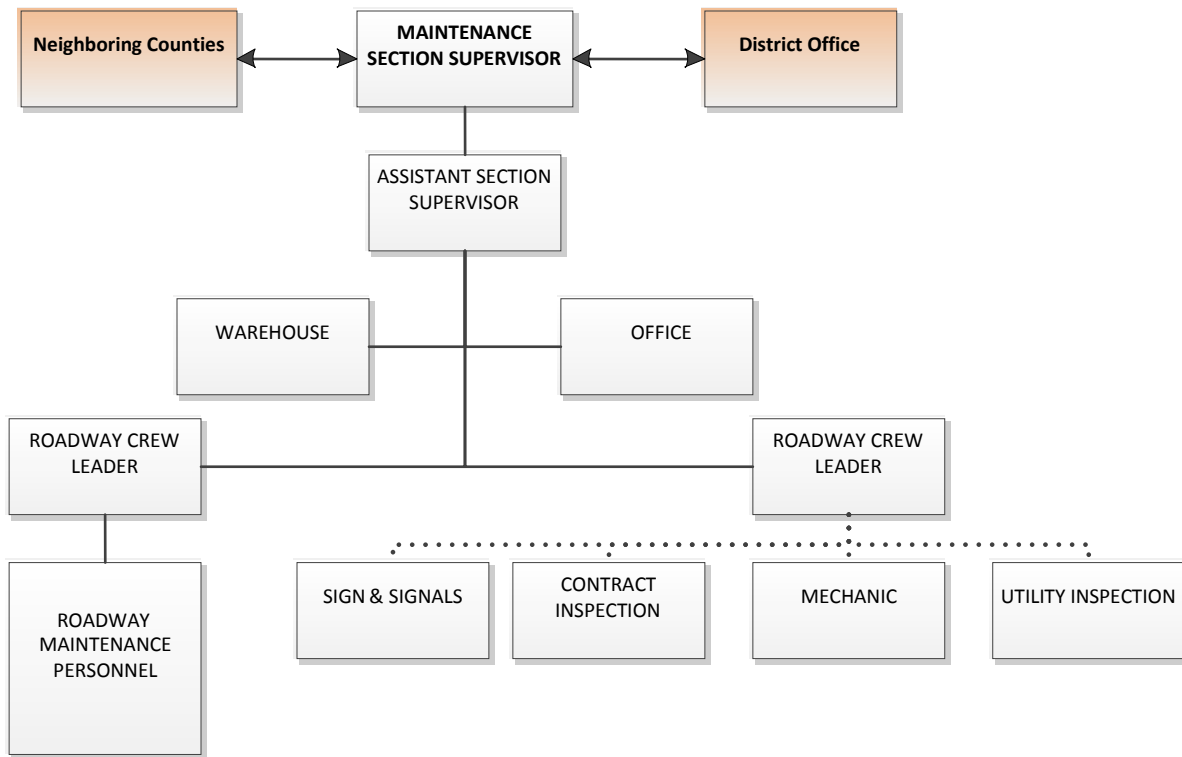 Neighboring Counties
MAINTENANCE
SECTION SUPERVISOR
District Office
ASSISTANT SECTION
SUPERVISOR
WAREHOUSE
OFFICE
ROADWAY CREW
LEADER
ROADWAY CREW
LEADER
ROADWAY
MAINTENANCE
PERSONNEL
SIGN & SIGNALS
CONTRACT
INSPECTION
MECHANIC
UTILITY INSPECTION